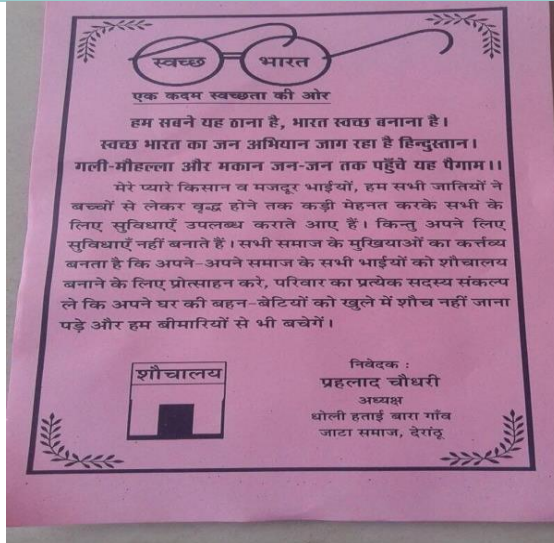 स्वच्छ भारत
एक कदम स्वच्छता की ओर
हम सबने यह ठाना है, भारत स्वच्छ बनाना है।
स्वच्छ भारत का जन अभियान जाग रहा है हिन्दुस्तान।
गली-मौहल्ला और मकान जन-जन तक पहुँचे यह पैगाम।।
मेरे प्यारे किसान व मजदूर भाईयों, हम सभी जातियों ने
बच्चों से लेकर वृद्ध होने तक कड़ी मेहनत करके सभी के
लिए सुविधाएँ उपलब्ध कराते आए हैं। किन्तु अपने लिए
सुविधाएँ नहीं बनाते हैं। सभी समाज के मुखियाओं का कर्त्तव्य
बनता है कि अपने-अपने समाज के सभी भाईयों को शौचालय
बनाने के लिए प्रोत्साहन करे, परिवार का प्रत्येक सदस्य संकल्प
ले कि अपने घर की बहन-बेटियों को खुले में शौच नहीं जाना
पड़े और हम बीमारियों से भी बचेगें।
शौचालय
निवेदक :
प्रहलाद चौधरी
अध्यक्ष
धोली हताई बारा गाँव
जाटा समाज, देरांठू